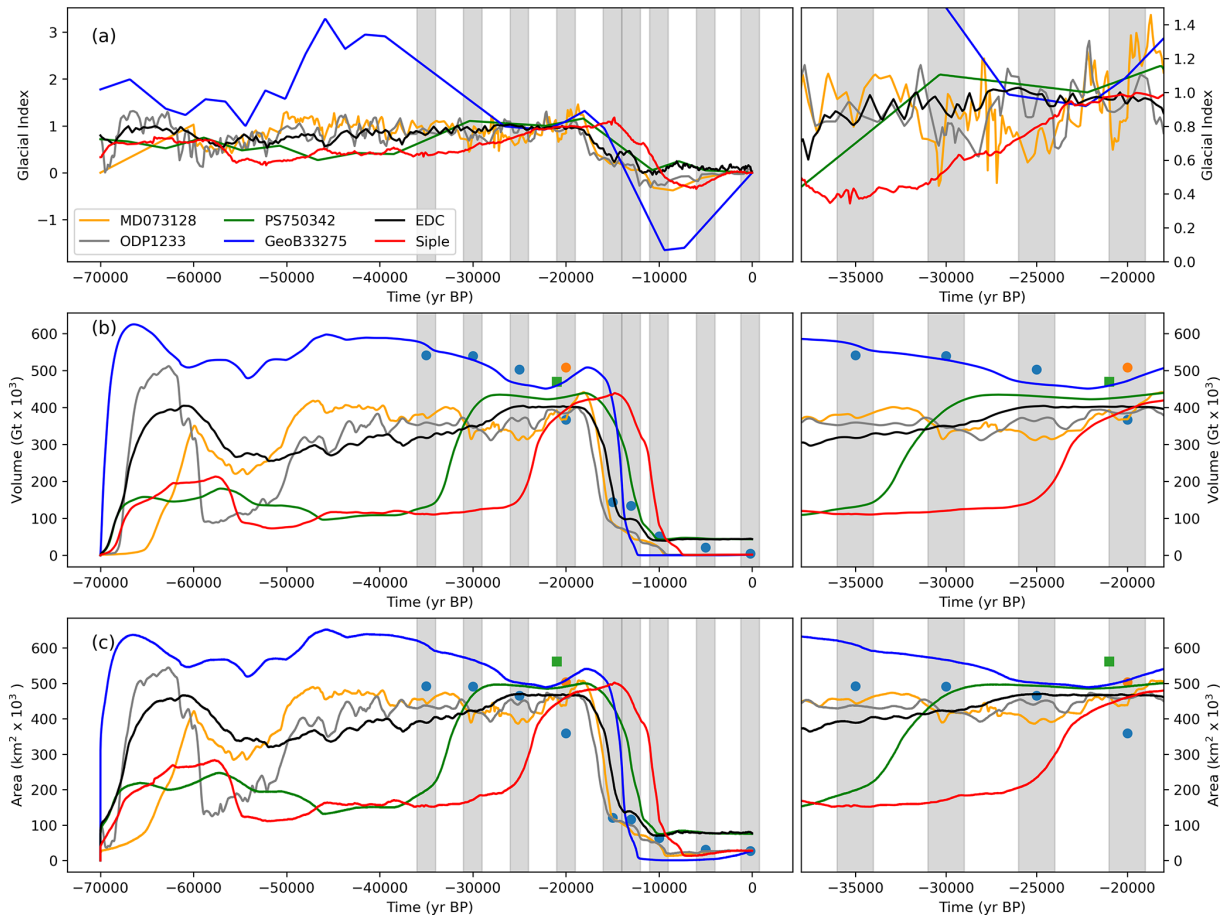 (a)
Glacial Index
3
2
1
0
−1
MD073128
ODP1233
PS750342
GeoB33275
EDC
Siple
−70000 −60000 −50000 −40000 −30000 −20000 −10000 0
Time (yr BP)
1.4
1.2
1.0
0.8
0.6
0.4
0.2
0.0
Glacial Index
−35000 −30000 −25000 −20000
Time (yr BP)
(b)
Volume (Gt x 10³)
600
500
400
300
200
100
0
−70000 −60000 −50000 −40000 −30000 −20000 −10000 0
Time (yr BP)
600
500
400
300
200
100
0
Volume (Gt x 10³)
−35000 −30000 −25000 −20000
Time (yr BP)
(c)
Area (km² x 10³ )
600
500
400
300
200
100
0
−70000 −60000 −50000 −40000 −30000 −20000 −10000 0
Time (yr BP)
600
500
400
300
200
100
0
Area (km² x 10³ )
−35000 −30000 −25000 −20000
Time (yr BP)